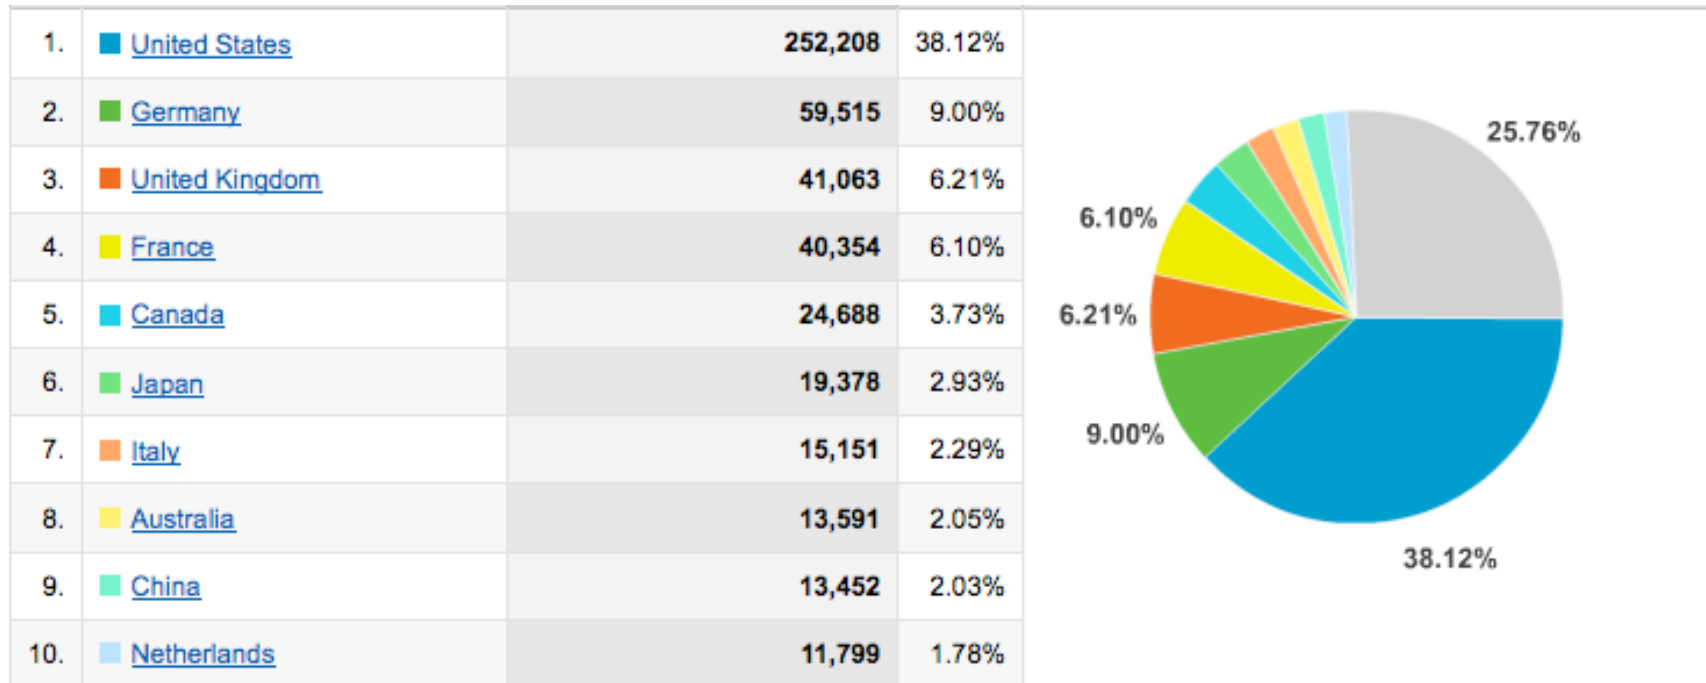 1. United States 252,208 38.12%
2. Germany 59,515 9.00%
3. United Kingdom 41,063 6.21%
4. France 40,354 6.10%
5. Canada 24,688 3.73%
6. Japan 19,378 2.93%
7. Italy 15,151 2.29%
8. Australia 13,591 2.05%
9. China 13,452 2.03%
10. Netherlands 11,799 1.78%
25.76%
6.10%
6.21%
9.00%
38.12%